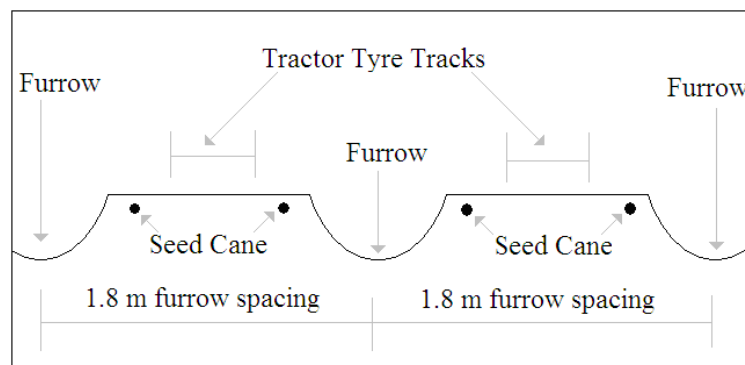 Tractor Tyre Tracks
Furrow
Furrow
Furrow
Seed Cane
Seed Cane
1.8 m furrow spacing
1.8 m furrow spacing